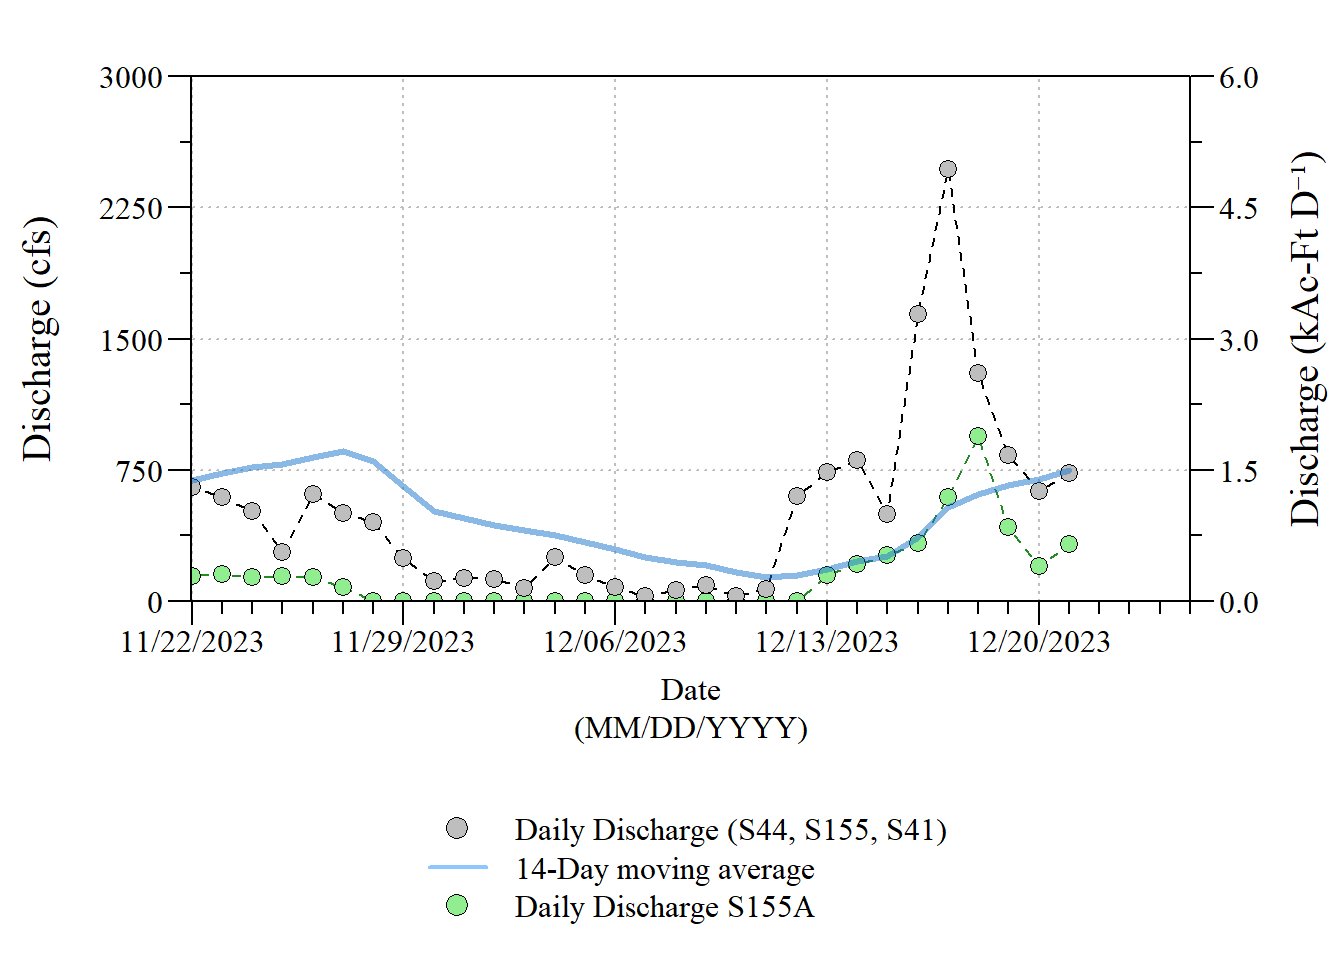 3000
2250
1500
750
0
6.0
4.5
3.0
1.5
0.0
Discharge (cfs)
Discharge (kAc-Ft D⁻¹)
11/22/2023 11/29/2023 12/06/2023 12/13/2023 12/20/2023
Date
(MM/DD/YYYY)
Daily Discharge (S44, S155, S41)
14-Day moving average
Daily Discharge S155A